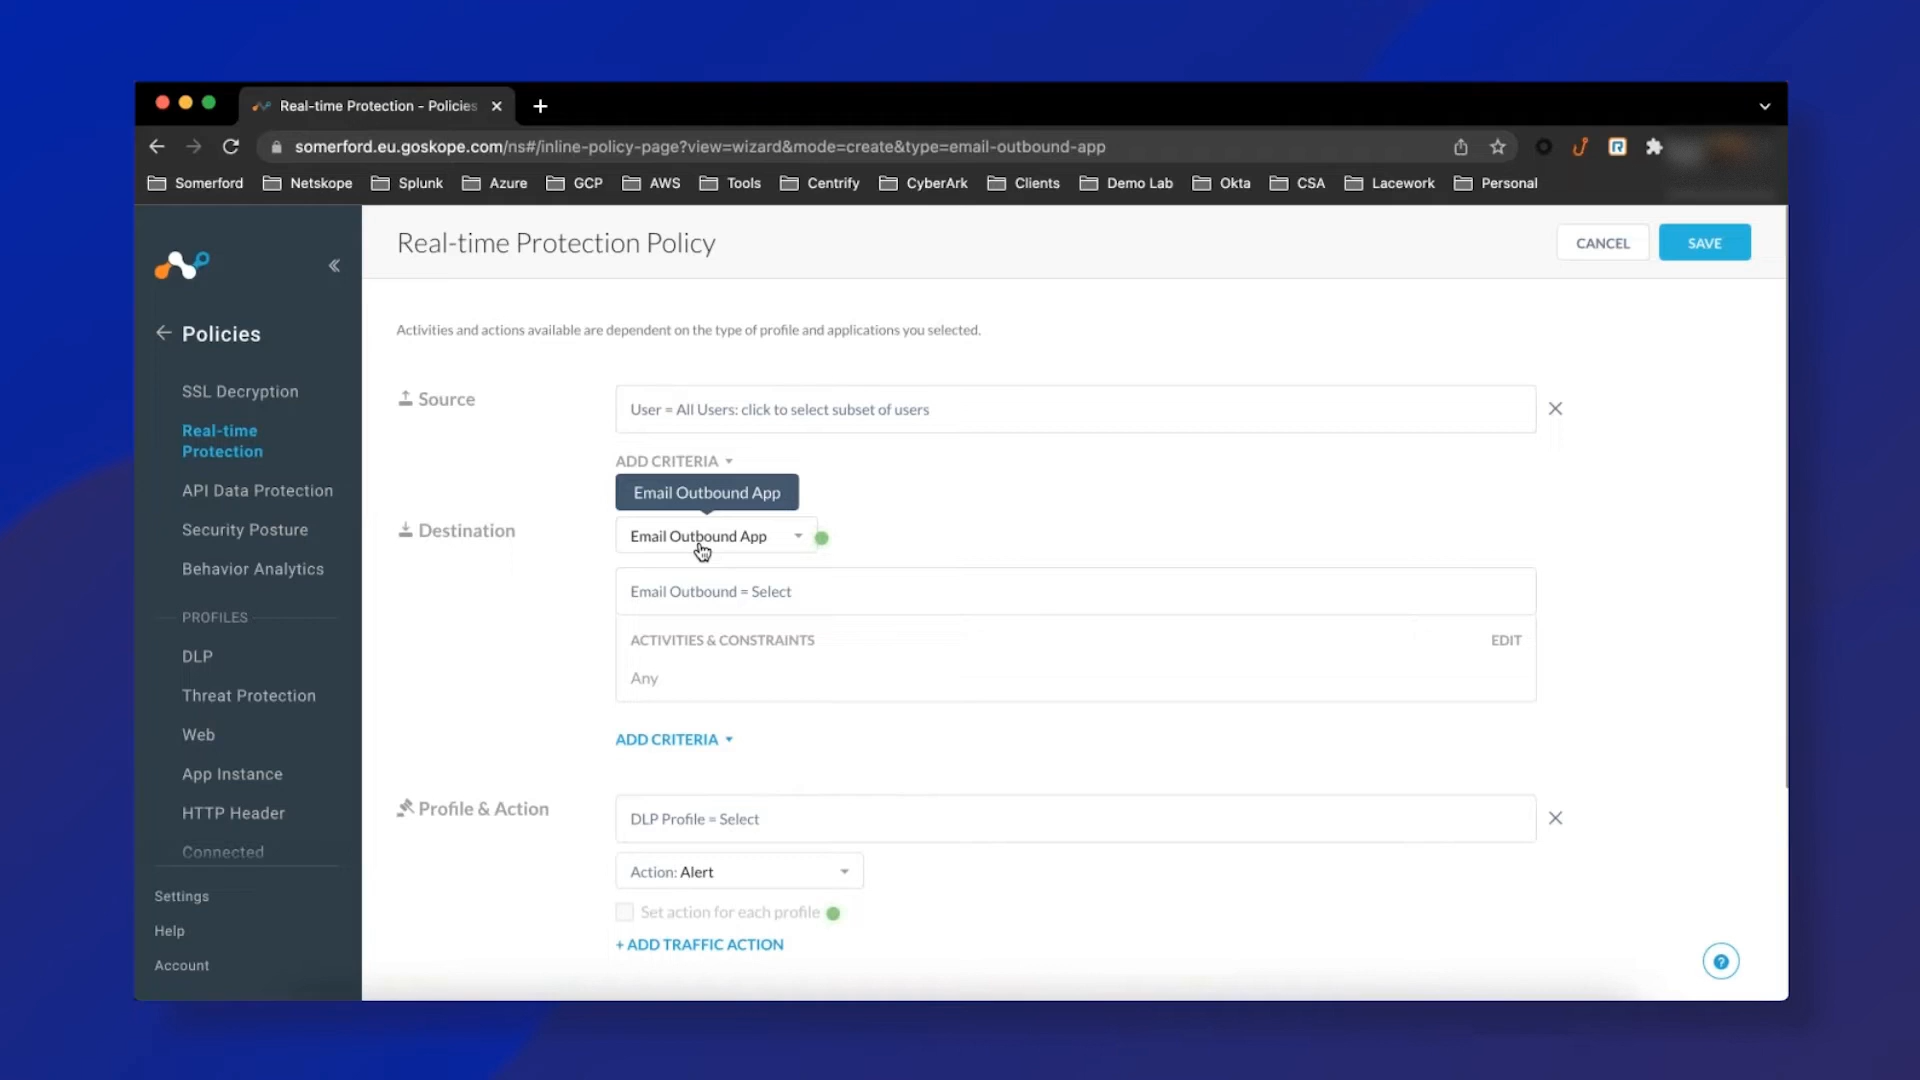 Real-time Protection - Policies
somerford.eu.goskope.com/ns#/inline-policy-page?view=wizard&mode=create&type=email-outbound-app
Somerford Netskope Splunk Azure GCP AWS Tools Centrify CyberArk Clients Demo Lab Okta CSA Lacework Personal
Real-time Protection Policy
CANCEL
SAVE
Policies
SSL Decryption
Real-time
Protection
API Data Protection
Security Posture
Behavior Analytics
PROFILES
DLP
Threat Protection
Web
App Instance
HTTP Header
Connected
Settings
Help
Account
Activities and actions available are dependent on the type of profile and applications you selected.
Source
User = All Users: click to select subset of users
ADD CRITERIA
Email Outbound App
Destination
Email Outbound App
Email Outbound = Select
ACTIVITIES & CONSTRAINTS
EDIT
Any
ADD CRITERIA
Profile & Action
DLP Profile = Select
Action: Alert
Set action for each profile
+ ADD TRAFFIC ACTION
?